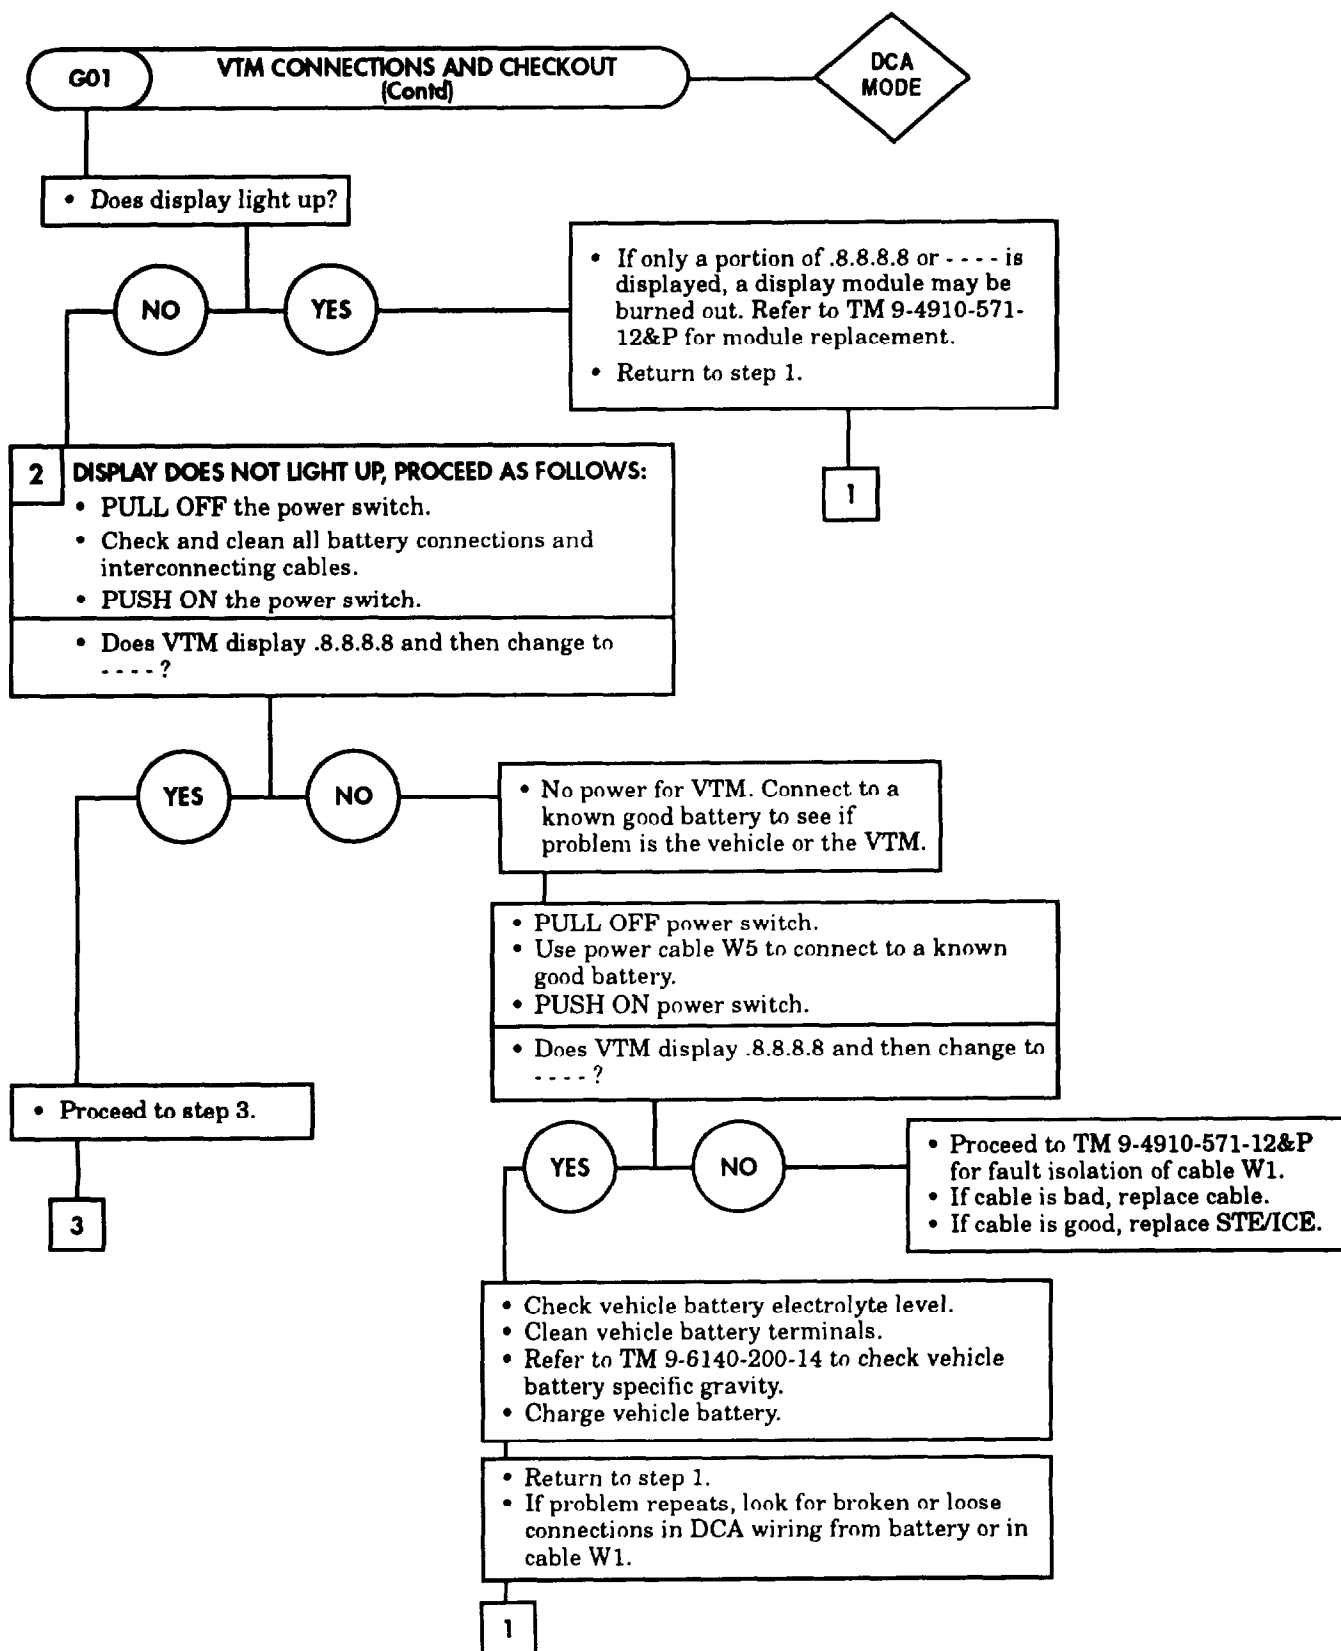 G01
VTM CONNECTIONS AND CHECKOUT
(Contd)
DCA
MODE
• Does display light up?
NO
YES
• If only a portion of .8.8.8.8 or - - - - is
displayed, a display module may be
burned out. Refer to TM 9-4910-571-
12&P for module replacement.
• Return to step 1.
1
2 DISPLAY DOES NOT LIGHT UP, PROCEED AS FOLLOWS:
• PULL OFF the power switch.
• Check and clean all battery connections and
interconnecting cables.
• PUSH ON the power switch.
• Does VTM display .8.8.8.8 and then change to
- - - - ?
YES
NO
• No power for VTM. Connect to a
known good battery to see if
problem is the vehicle or the VTM.
• PULL OFF power switch.
• Use power cable W5 to connect to a known
good battery.
• PUSH ON power switch.
• Does VTM display .8.8.8.8 and then change to
- - - - ?
• Proceed to step 3.
3
YES
NO
• Proceed to TM 9-4910-571-12&P
for fault isolation of cable W1.
• If cable is bad, replace cable.
• If cable is good, replace STE/ICE.
• Check vehicle battery electrolyte level.
• Clean vehicle battery terminals.
• Refer to TM 9-6140-200-14 to check vehicle
battery specific gravity.
• Charge vehicle battery.
• Return to step 1.
• If problem repeats, look for broken or loose
connections in DCA wiring from battery or in
cable W1.
1